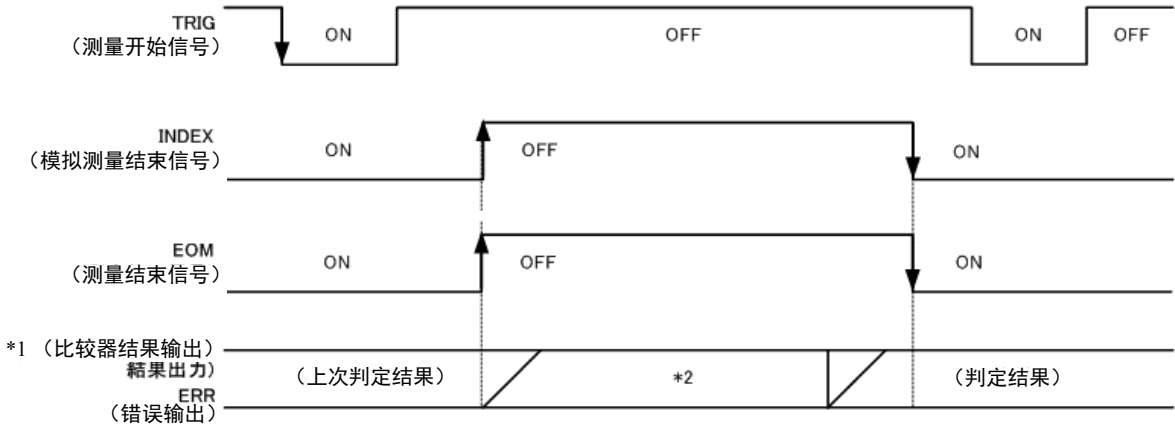 TRIG
（测量开始信号）
ON
OFF
ON
OFF
INDEX
（模拟测量结束信号）
ON
OFF
ON
EOM
（测量结束信号）
ON
OFF
ON
*1 （比较器结果输出）
結果出力)
（上次判定结果）
*2
（判定结果）
ERR
（错误输出）